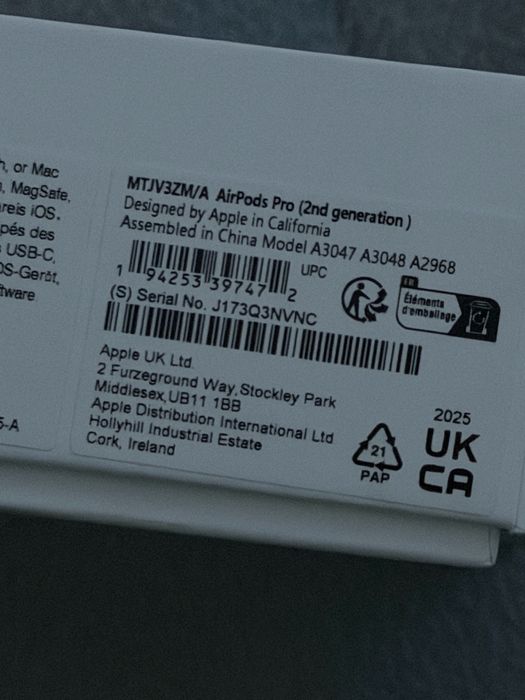 h, or Mac
, MagSafe,
reis iOS.
pés des
USB-C,
OS-Gerät,
tware
5-A
MTJV3ZM/A AirPods Pro (2nd generation )
Designed by Apple in California
Assembled in China Model A3047 A3048 A2968
UPC
1 94253 39747 2
(S) Serial No. J173Q3NVNC
FR
Éléments
d'emballage
Apple UK Ltd.
2 Furzeground Way,Stockley Park
Middlesex,UB11 1BB
Apple Distribution International Ltd
Hollyhill Industrial Estate
Cork, Ireland
21
PAP
2025
UK
CA